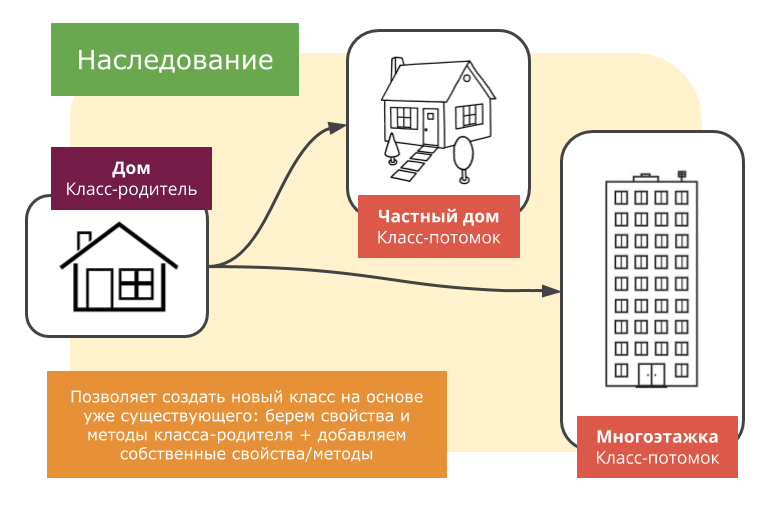 Наследование
Дом
Класс-родитель
Частный дом
Класс-потомок
Многоэтажка
Класс-потомок
Позволяет создать новый класс на основе
уже существующего: берем свойства и
методы класса-родителя + добавляем
собственные свойства/методы